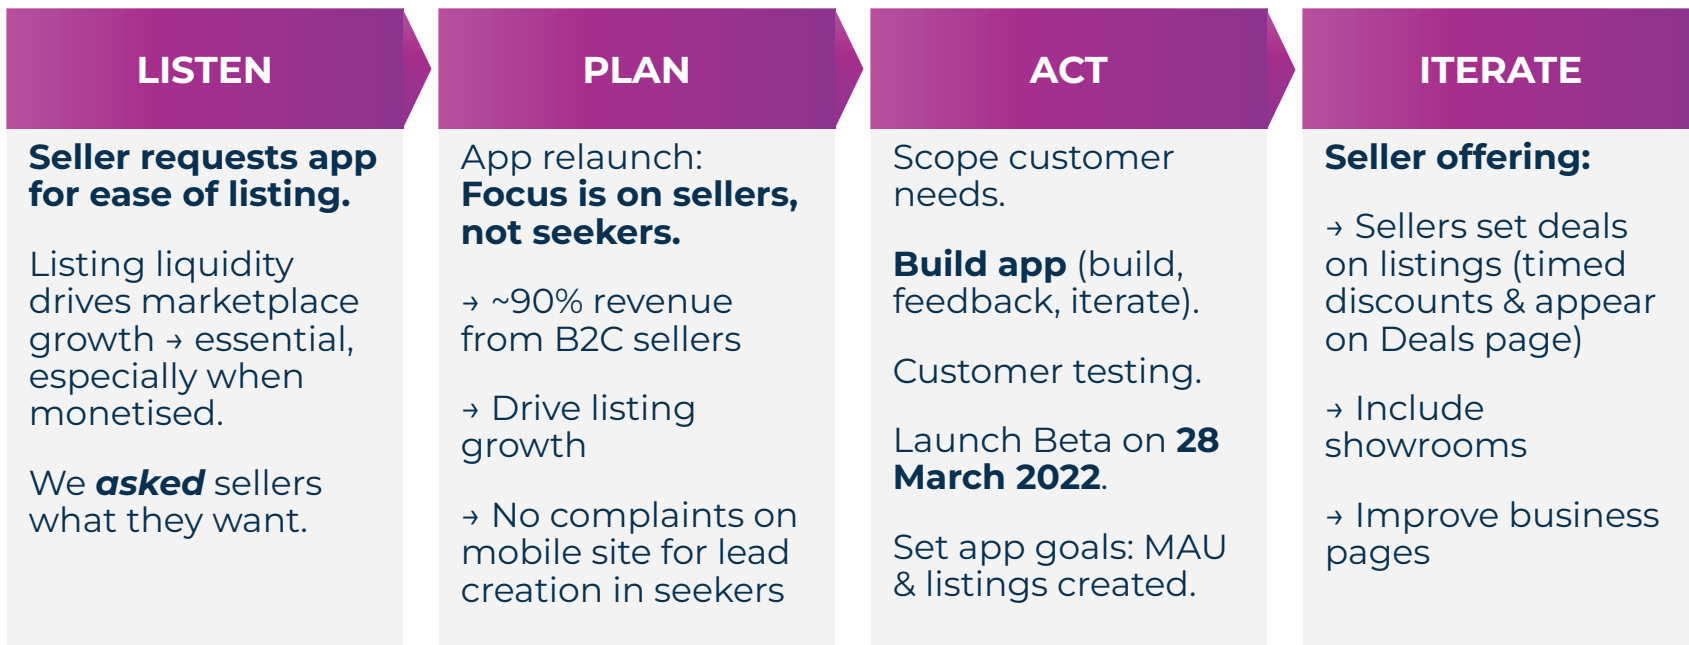 LISTEN
Seller requests app
for ease of listing.
Listing liquidity
drives marketplace
growth → essential,
especially when
monetised.
We asked sellers
what they want.
PLAN
App relaunch:
Focus is on sellers,
not seekers.
→ ~90% revenue
from B2C sellers
→ Drive listing
growth
→ No complaints on
mobile site for lead
creation in seekers
ACT
Scope customer
needs.
Build app (build,
feedback, iterate).
Customer testing.
Launch Beta on 28
March 2022.
Set app goals: MAU
& listings created.
ITERATE
Seller offering:
→ Sellers set deals
on listings (timed
discounts & appear
on Deals page)
→ Include
showrooms
→ Improve business
pages